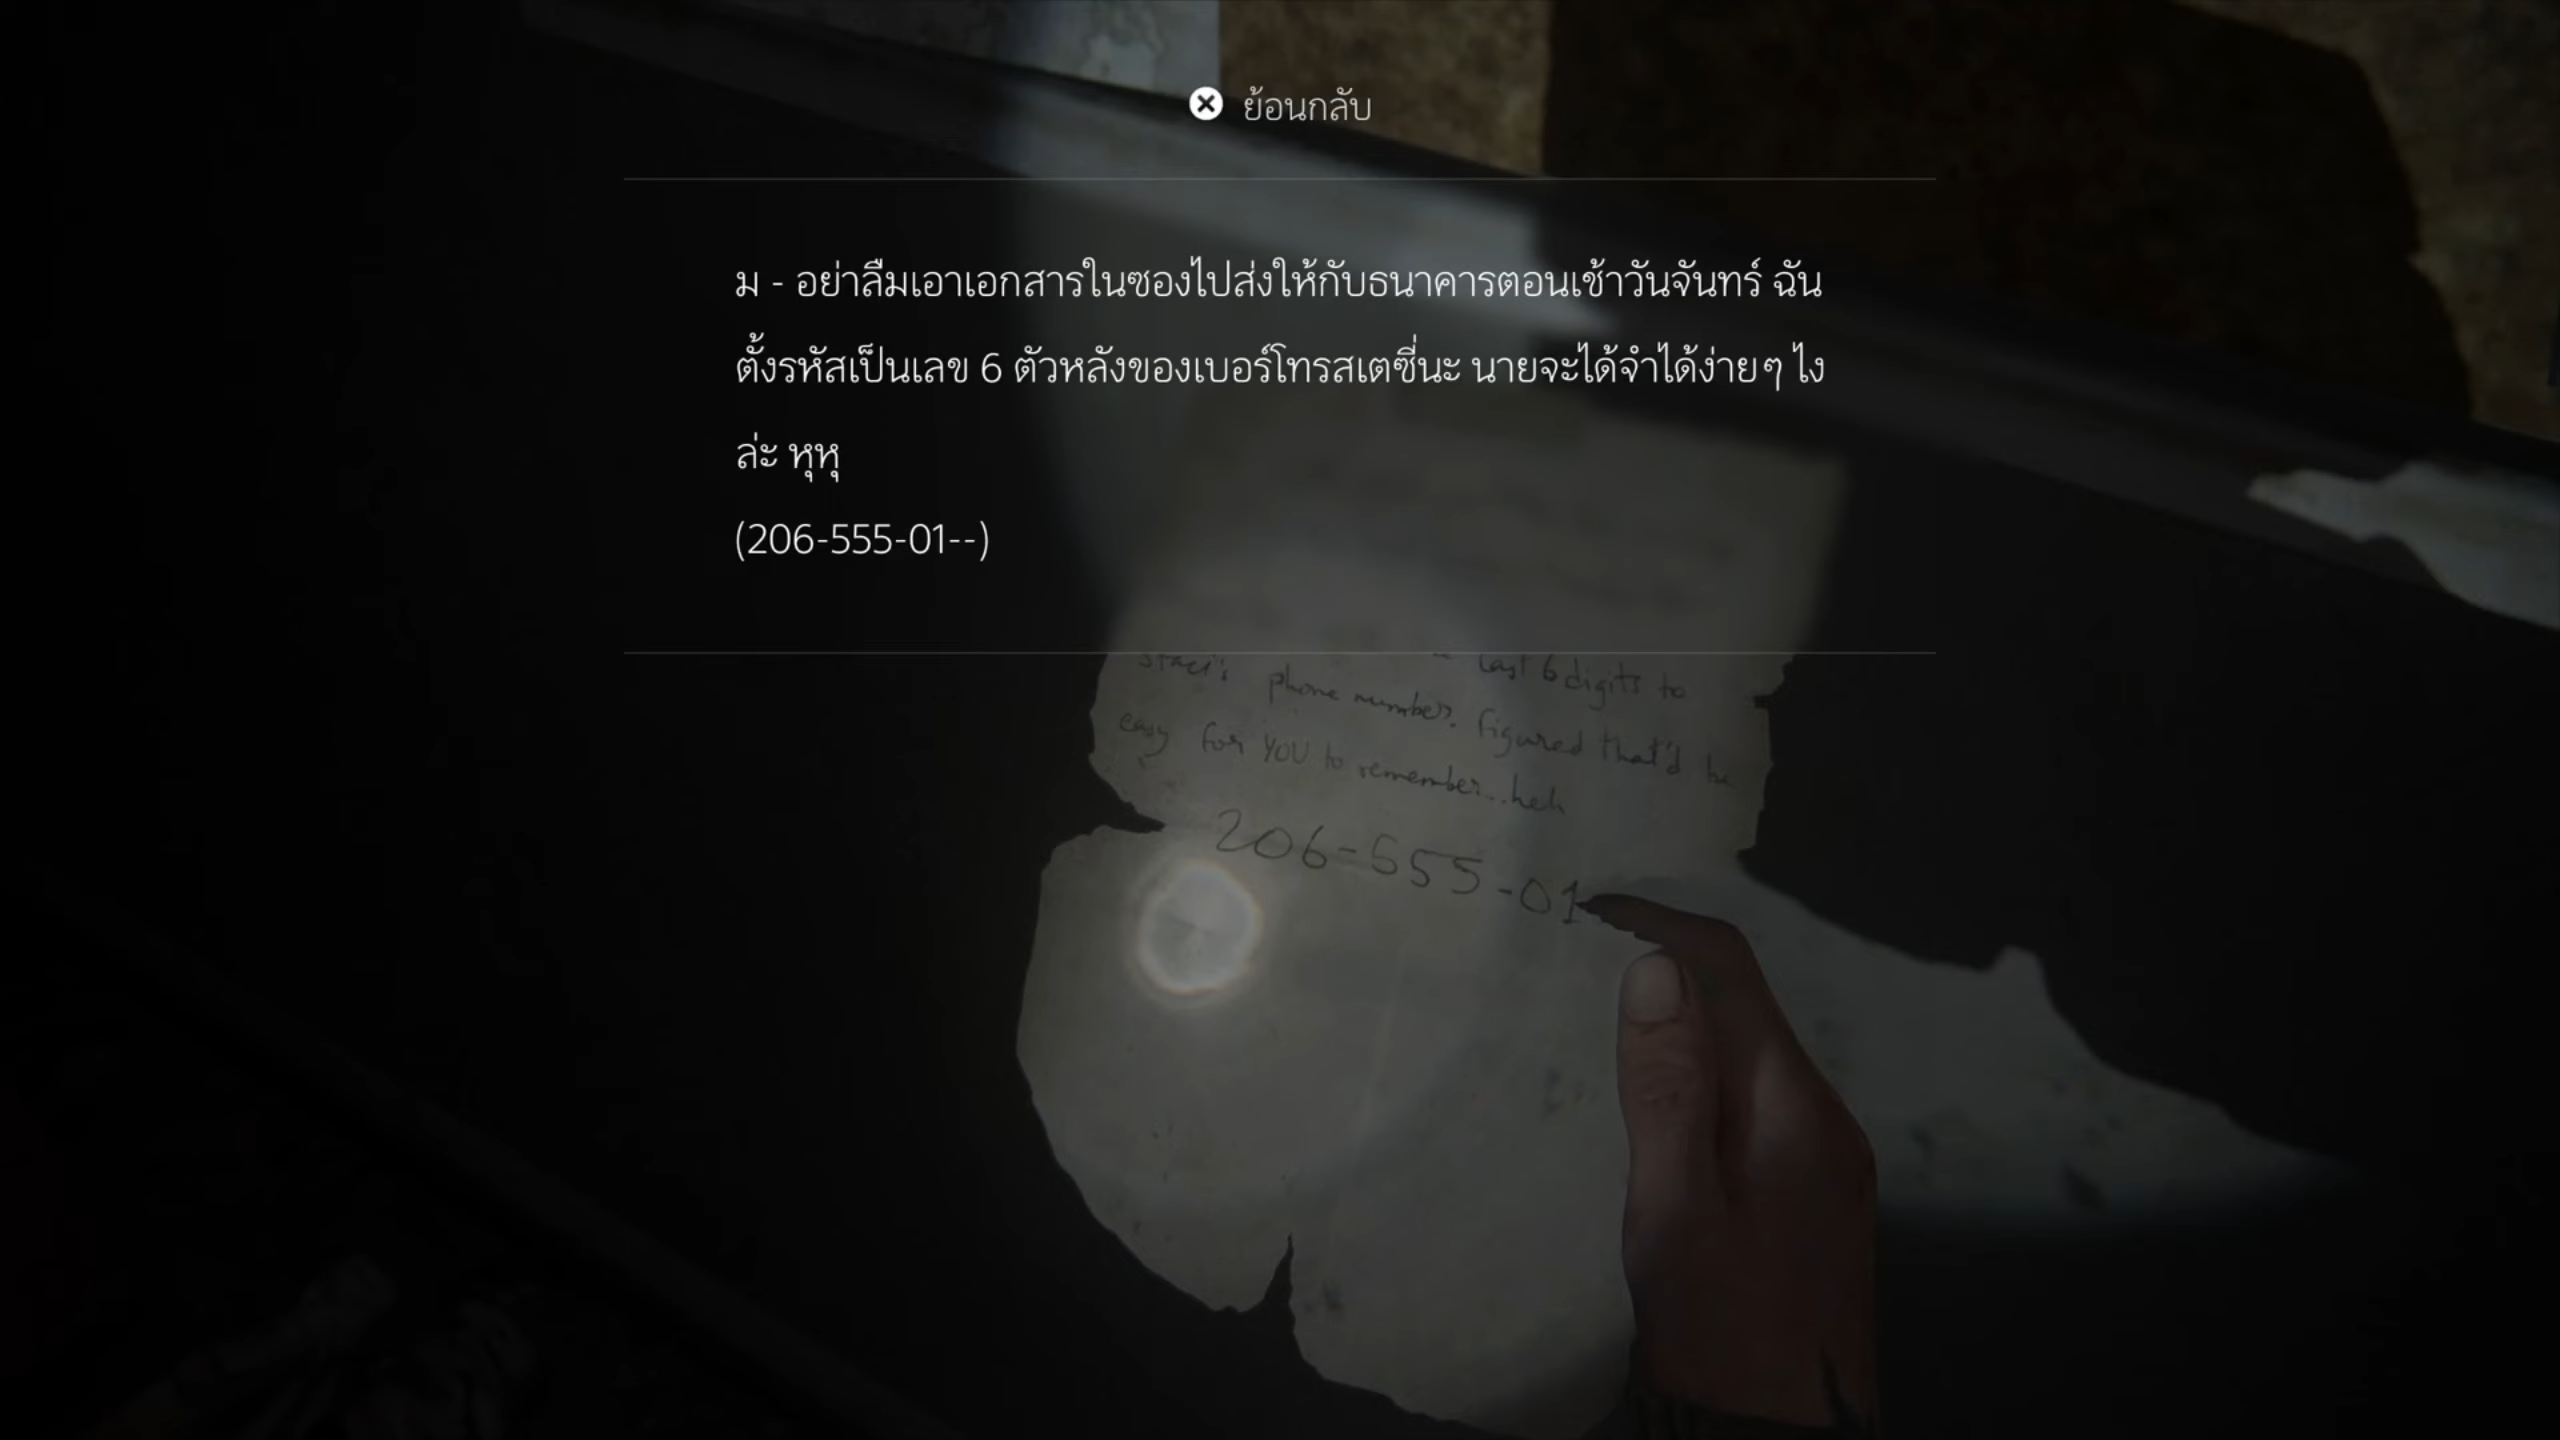 ย้อนกลับ
ม - อย่าลืมเอาเอกสารในซองไปส่งให้กับธนาคารตอนเช้าวันจันทร์ ฉัน
ตั้งรหัสเป็นเลข 6 ตัวหลังของเบอร์โทรสเตซี่นะ นายจะได้จำได้ง่ายๆ ไง
ล่ะ หุหุ
(206-555-01--)
last 6 digits to
Staci's phone number. figured that'd be
easy for YOU to remember...heh
206-555-01